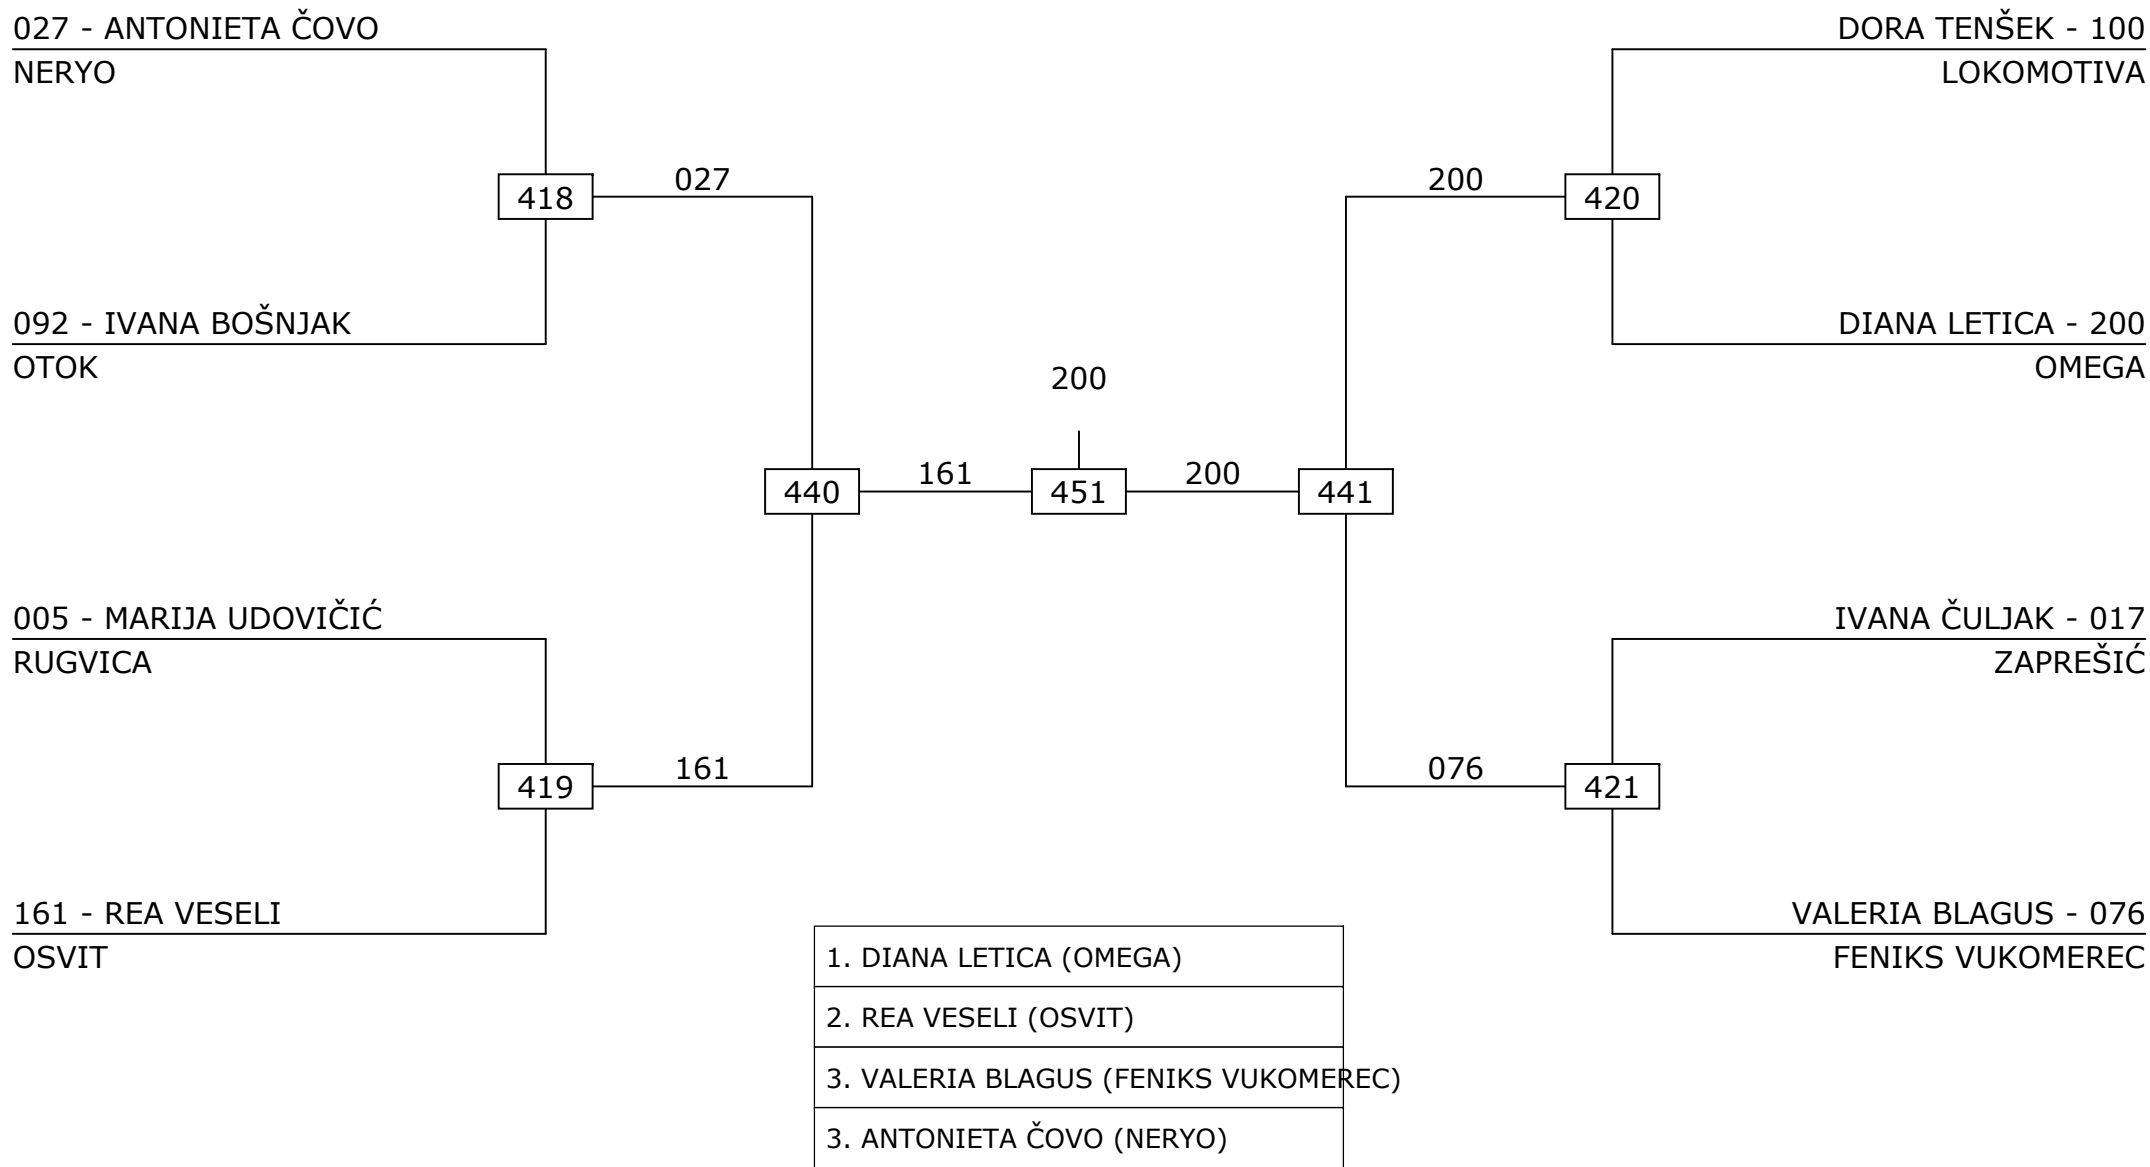 027 - ANTONIETA ČOVO
NERYO
418
027
092 - IVANA BOŠNJAK
OTOK
440
161
005 - MARIJA UDOVIČIĆ
RUGVICA
419
161
161 - REA VESELI
OSVIT
200
451
DORA TENŠEK - 100
LOKOMOTIVA
200
420
DIANA LETICA - 200
OMEGA
200
441
IVANA ČULJAK - 017
ZAPREŠIĆ
076
421
VALERIA BLAGUS - 076
FENIKS VUKOMEREC
1. DIANA LETICA (OMEGA)
2. REA VESELI (OSVIT)
3. VALERIA BLAGUS (FENIKS VUKOMEREC)
3. ANTONIETA ČOVO (NERYO)